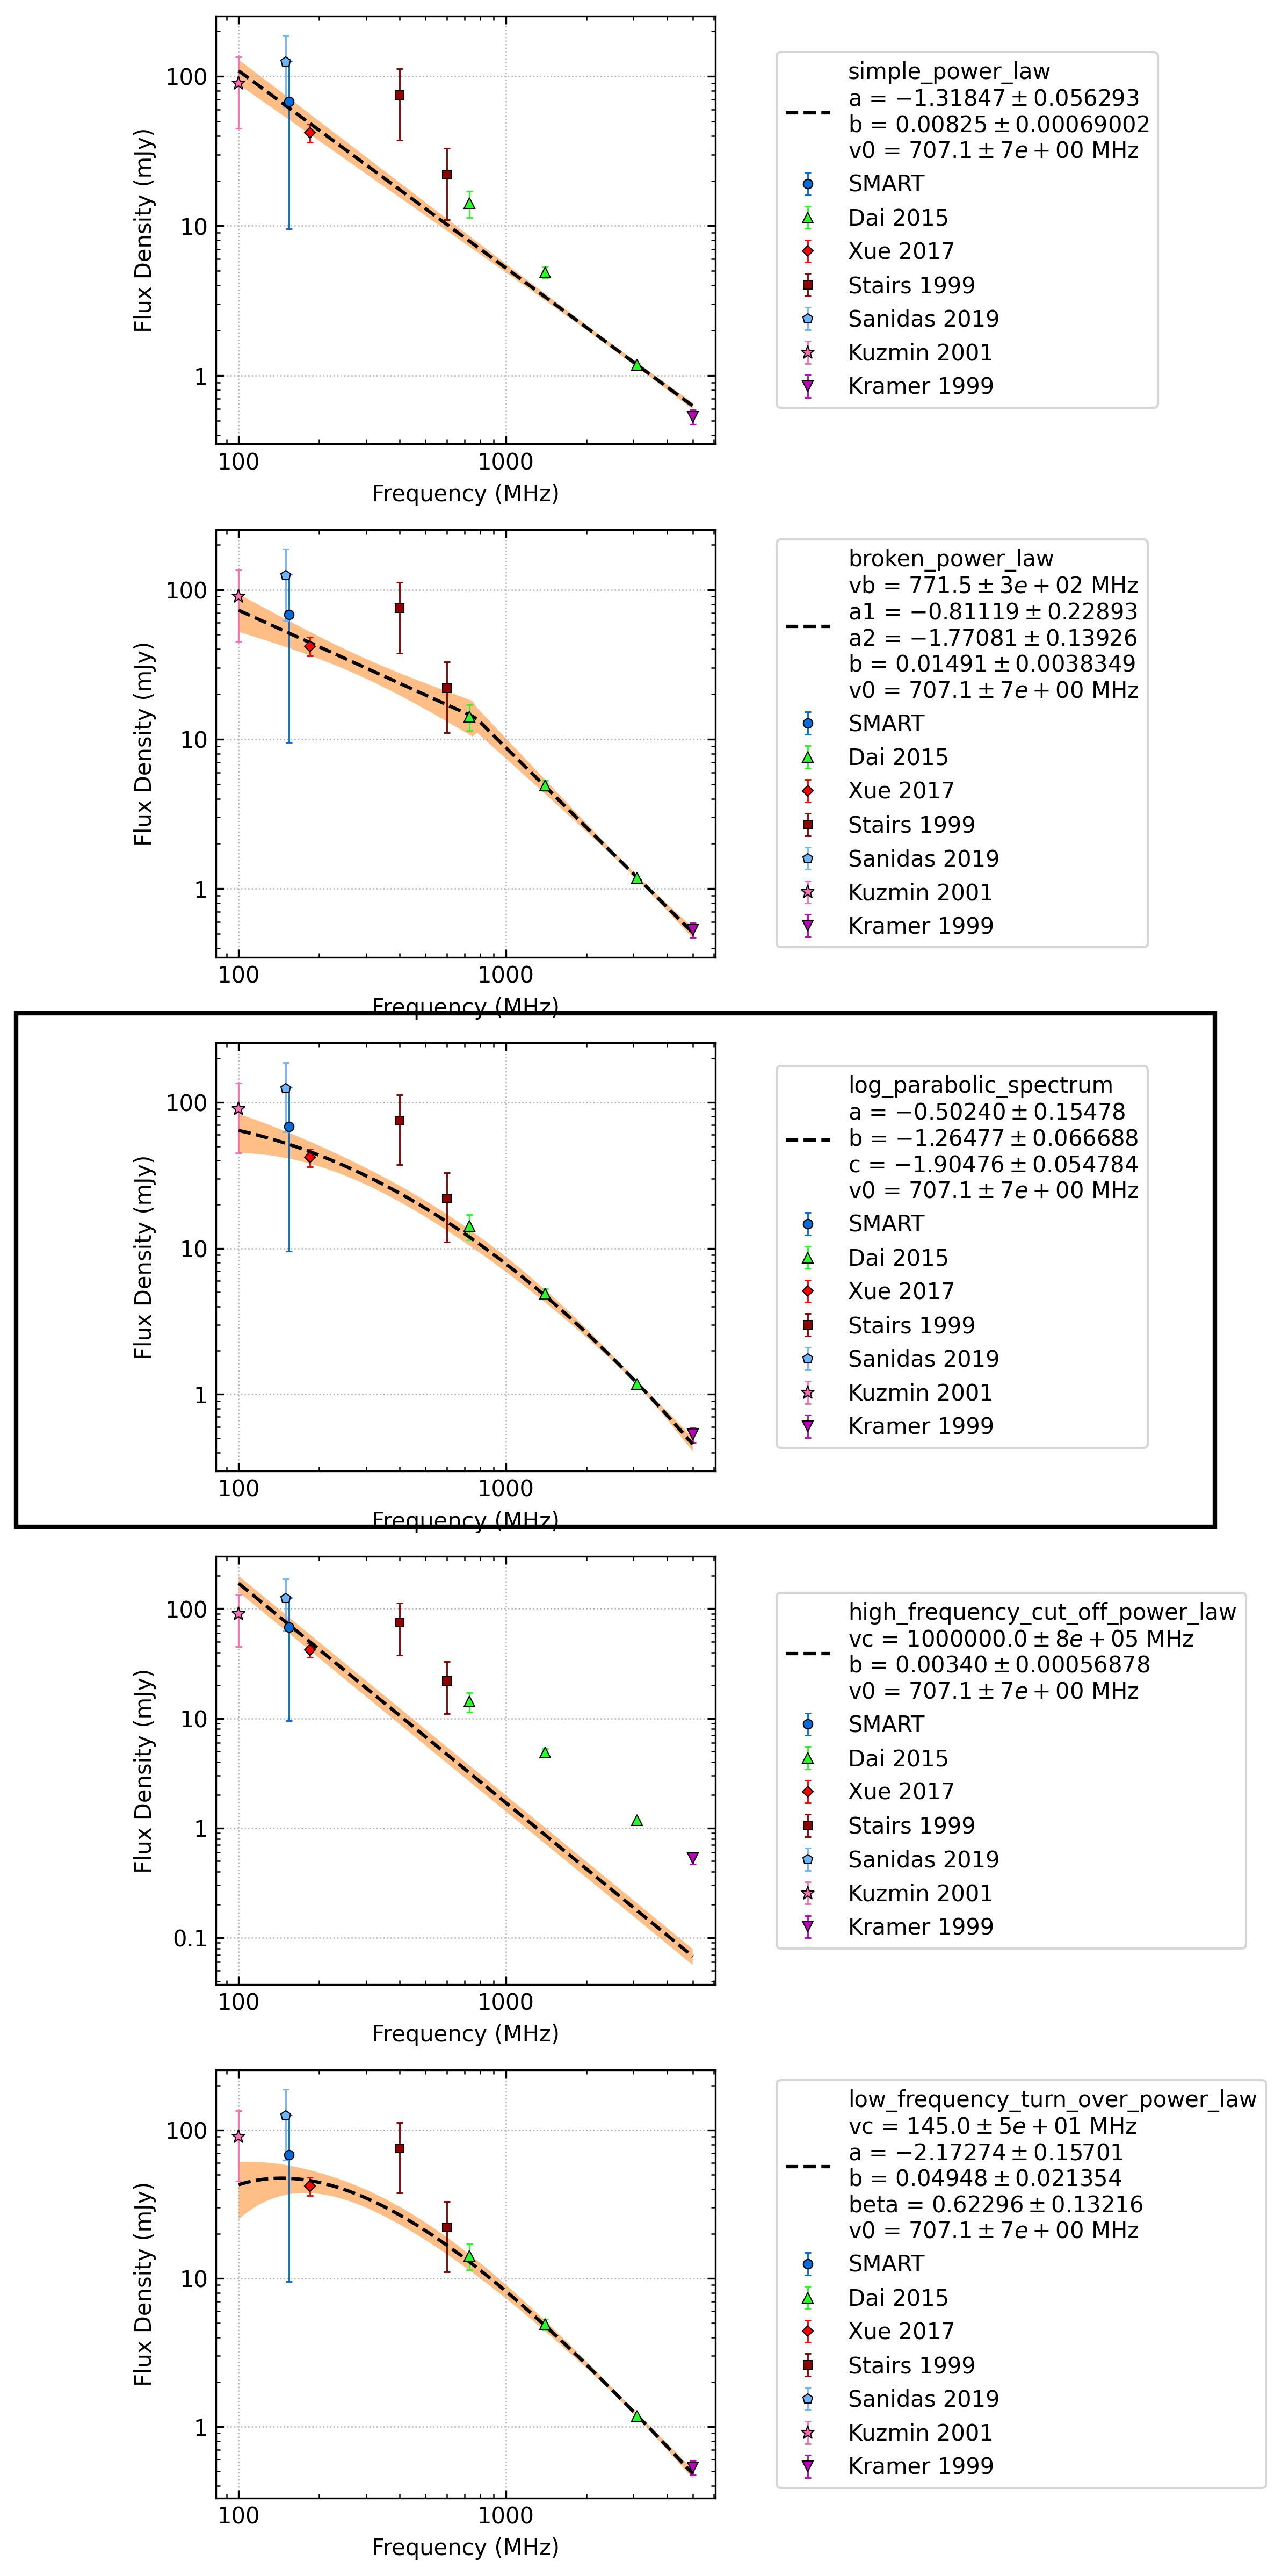 100
10
1
Flux Density (mJy)
100
1000
Frequency (MHz)
simple_power_law
a = −1.31847 ± 0.056293
b = 0.00825 ± 0.00069002
v0 = 707.1 ± 7e + 00 MHz
SMART
Dai 2015
Xue 2017
Stairs 1999
Sanidas 2019
Kuzmin 2001
Kramer 1999
100
10
1
Flux Density (mJy)
100
1000
Frequency (MHz)
broken_power_law
vb = 771.5 ± 3e + 02 MHz
a1 = −0.81119 ± 0.22893
a2 = −1.77081 ± 0.13926
b = 0.01491 ± 0.0038349
v0 = 707.1 ± 7e + 00 MHz
SMART
Dai 2015
Xue 2017
Stairs 1999
Sanidas 2019
Kuzmin 2001
Kramer 1999
100
10
1
Flux Density (mJy)
100
1000
Frequency (MHz)
log_parabolic_spectrum
a = −0.50240 ± 0.15478
b = −1.26477 ± 0.066688
c = −1.90476 ± 0.054784
v0 = 707.1 ± 7e + 00 MHz
SMART
Dai 2015
Xue 2017
Stairs 1999
Sanidas 2019
Kuzmin 2001
Kramer 1999
100
10
1
0.1
Flux Density (mJy)
100
1000
Frequency (MHz)
high_frequency_cut_off_power_law
vc = 1000000.0 ± 8e + 05 MHz
b = 0.00340 ± 0.00056878
v0 = 707.1 ± 7e + 00 MHz
SMART
Dai 2015
Xue 2017
Stairs 1999
Sanidas 2019
Kuzmin 2001
Kramer 1999
100
10
1
Flux Density (mJy)
100
1000
Frequency (MHz)
low_frequency_turn_over_power_law
vc = 145.0 ± 5e + 01 MHz
a = −2.17274 ± 0.15701
b = 0.04948 ± 0.021354
beta = 0.62296 ± 0.13216
v0 = 707.1 ± 7e + 00 MHz
SMART
Dai 2015
Xue 2017
Stairs 1999
Sanidas 2019
Kuzmin 2001
Kramer 1999